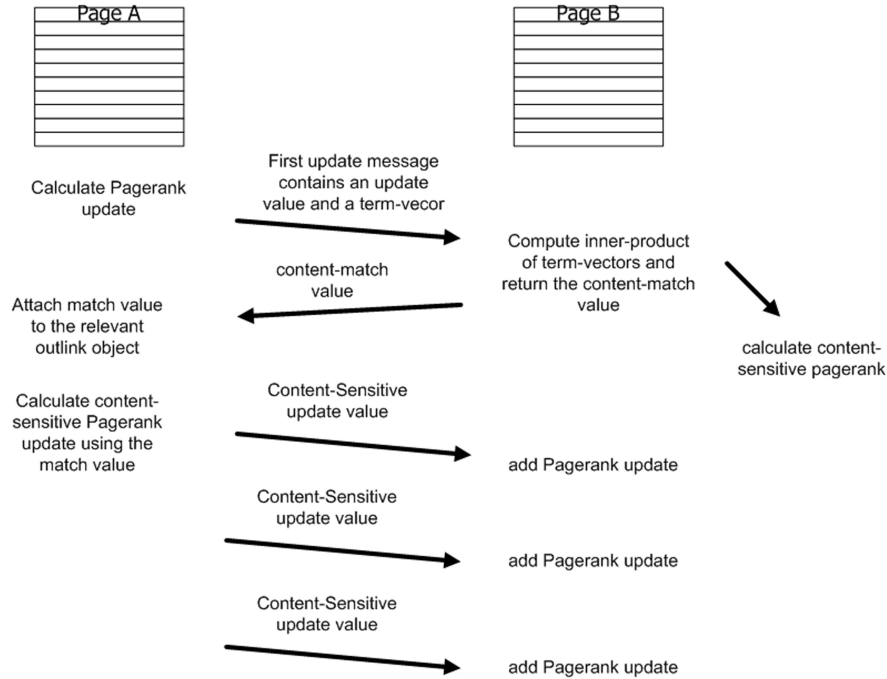 Page A
Page B
Calculate Pagerank
update
First update message
contains an update
value and a term-vecor
Compute inner-product
of term-vectors and
return the content-match
value
content-match
value
Attach match value
to the relevant
outlink object
calculate content-
sensitive pagerank
Calculate content-
sensitive Pagerank
update using the
match value
Content-Sensitive
update value
add Pagerank update
Content-Sensitive
update value
add Pagerank update
Content-Sensitive
update value
add Pagerank update